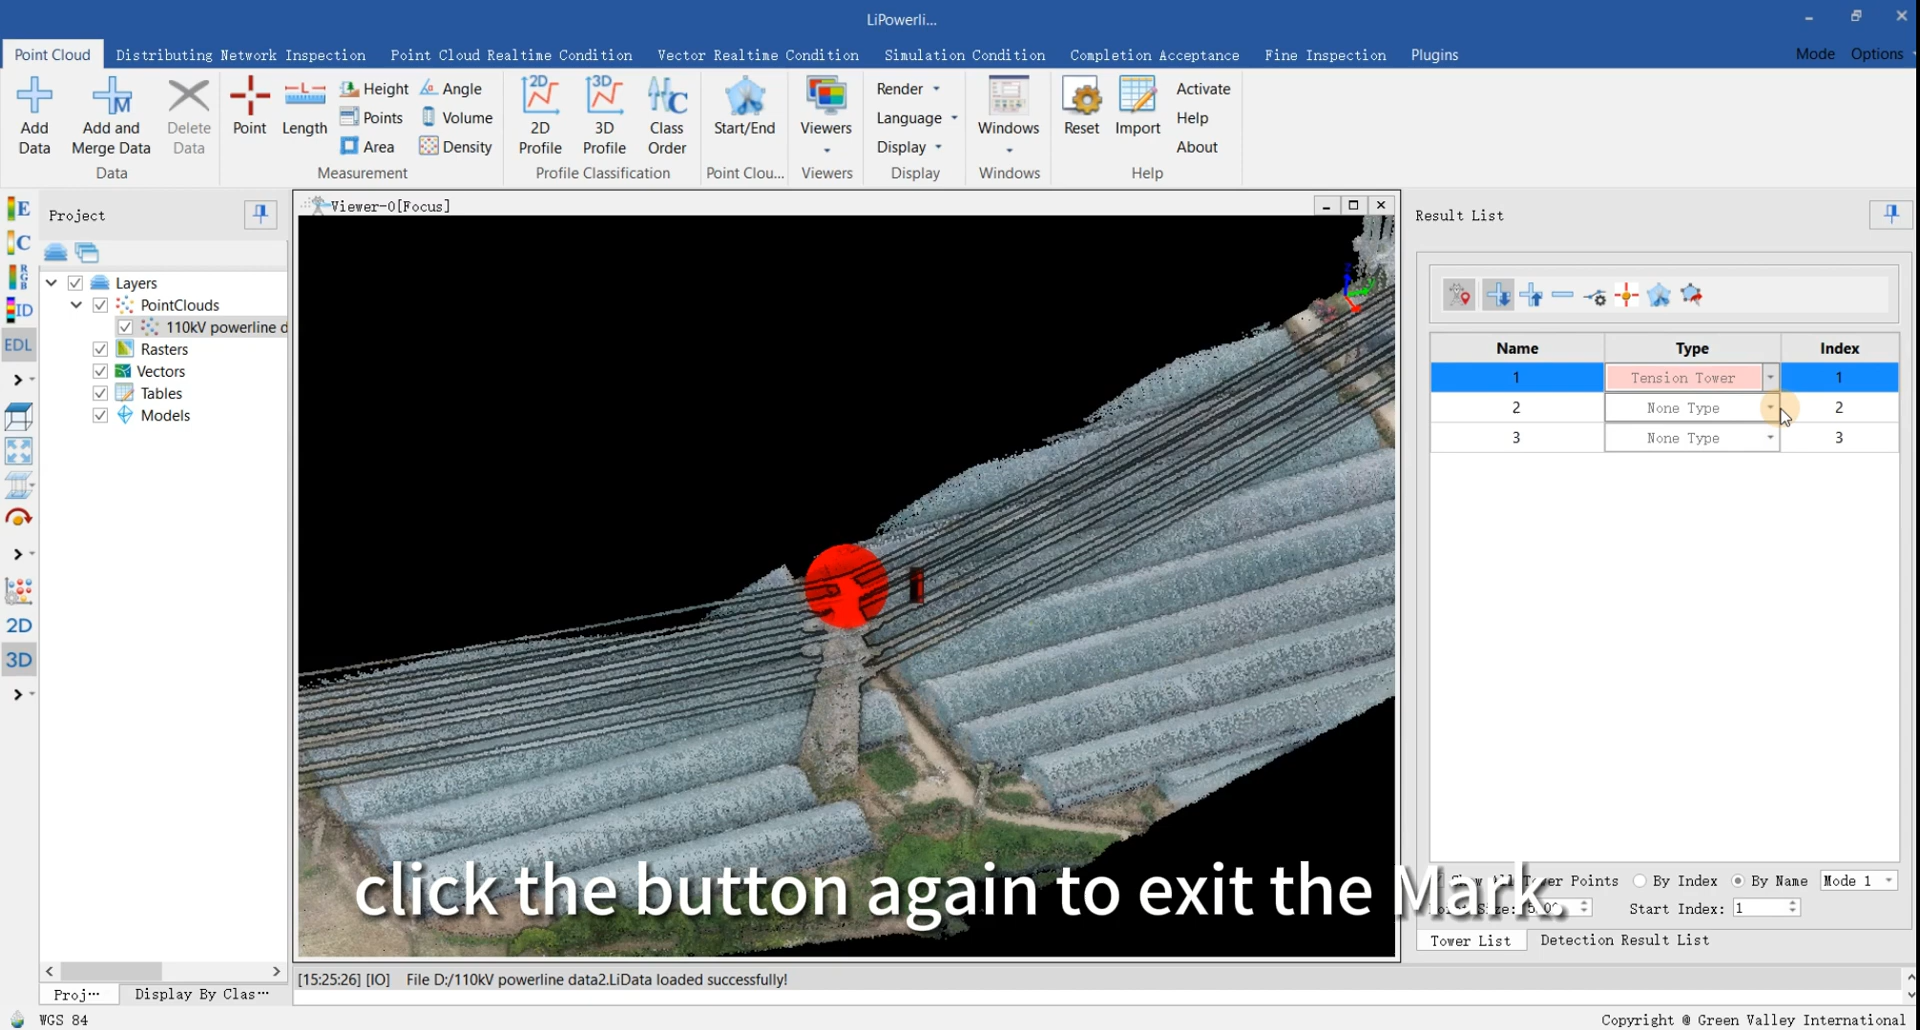 LiPowerli...
Point Cloud
Distributing Network Inspection
Point Cloud Realtime Condition
Vector Realtime Condition
Simulation Condition
Completion Acceptance
Fine Inspection
Plugins
Mode
Options
Add
Data
Add and
Merge Data
Delete
Data
Data
Point
Length
Height
Points
Area
Angle
Volume
Density
Measurement
2D
Profile
3D
Profile
Class
Order
Profile Classification
Start/End
Point Clou...
Viewers
Viewers
Render
Language
Display
Display
Windows
Windows
Reset
Import
Activate
Help
About
Help
Project
Layers
PointClouds
110kV powerline d
Rasters
Vectors
Tables
Models
E
C
RGB
ID
EDL
2D
3D
Viewer-0[Focus]
Result List
Name Type Index
1 Tension Tower 1
2 None Type 2
3 None Type 3
click the button again to exit the Mark.
Tower Points
By Index
By Name
Mode 1
Start Index: 1
Tower List
Detection Result List
[15:25:26] [IO] File D:/110kV powerline data2.LiData loaded successfully!
Proj…
Display By Clas…
WGS 84
Copyright @ Green Valley International